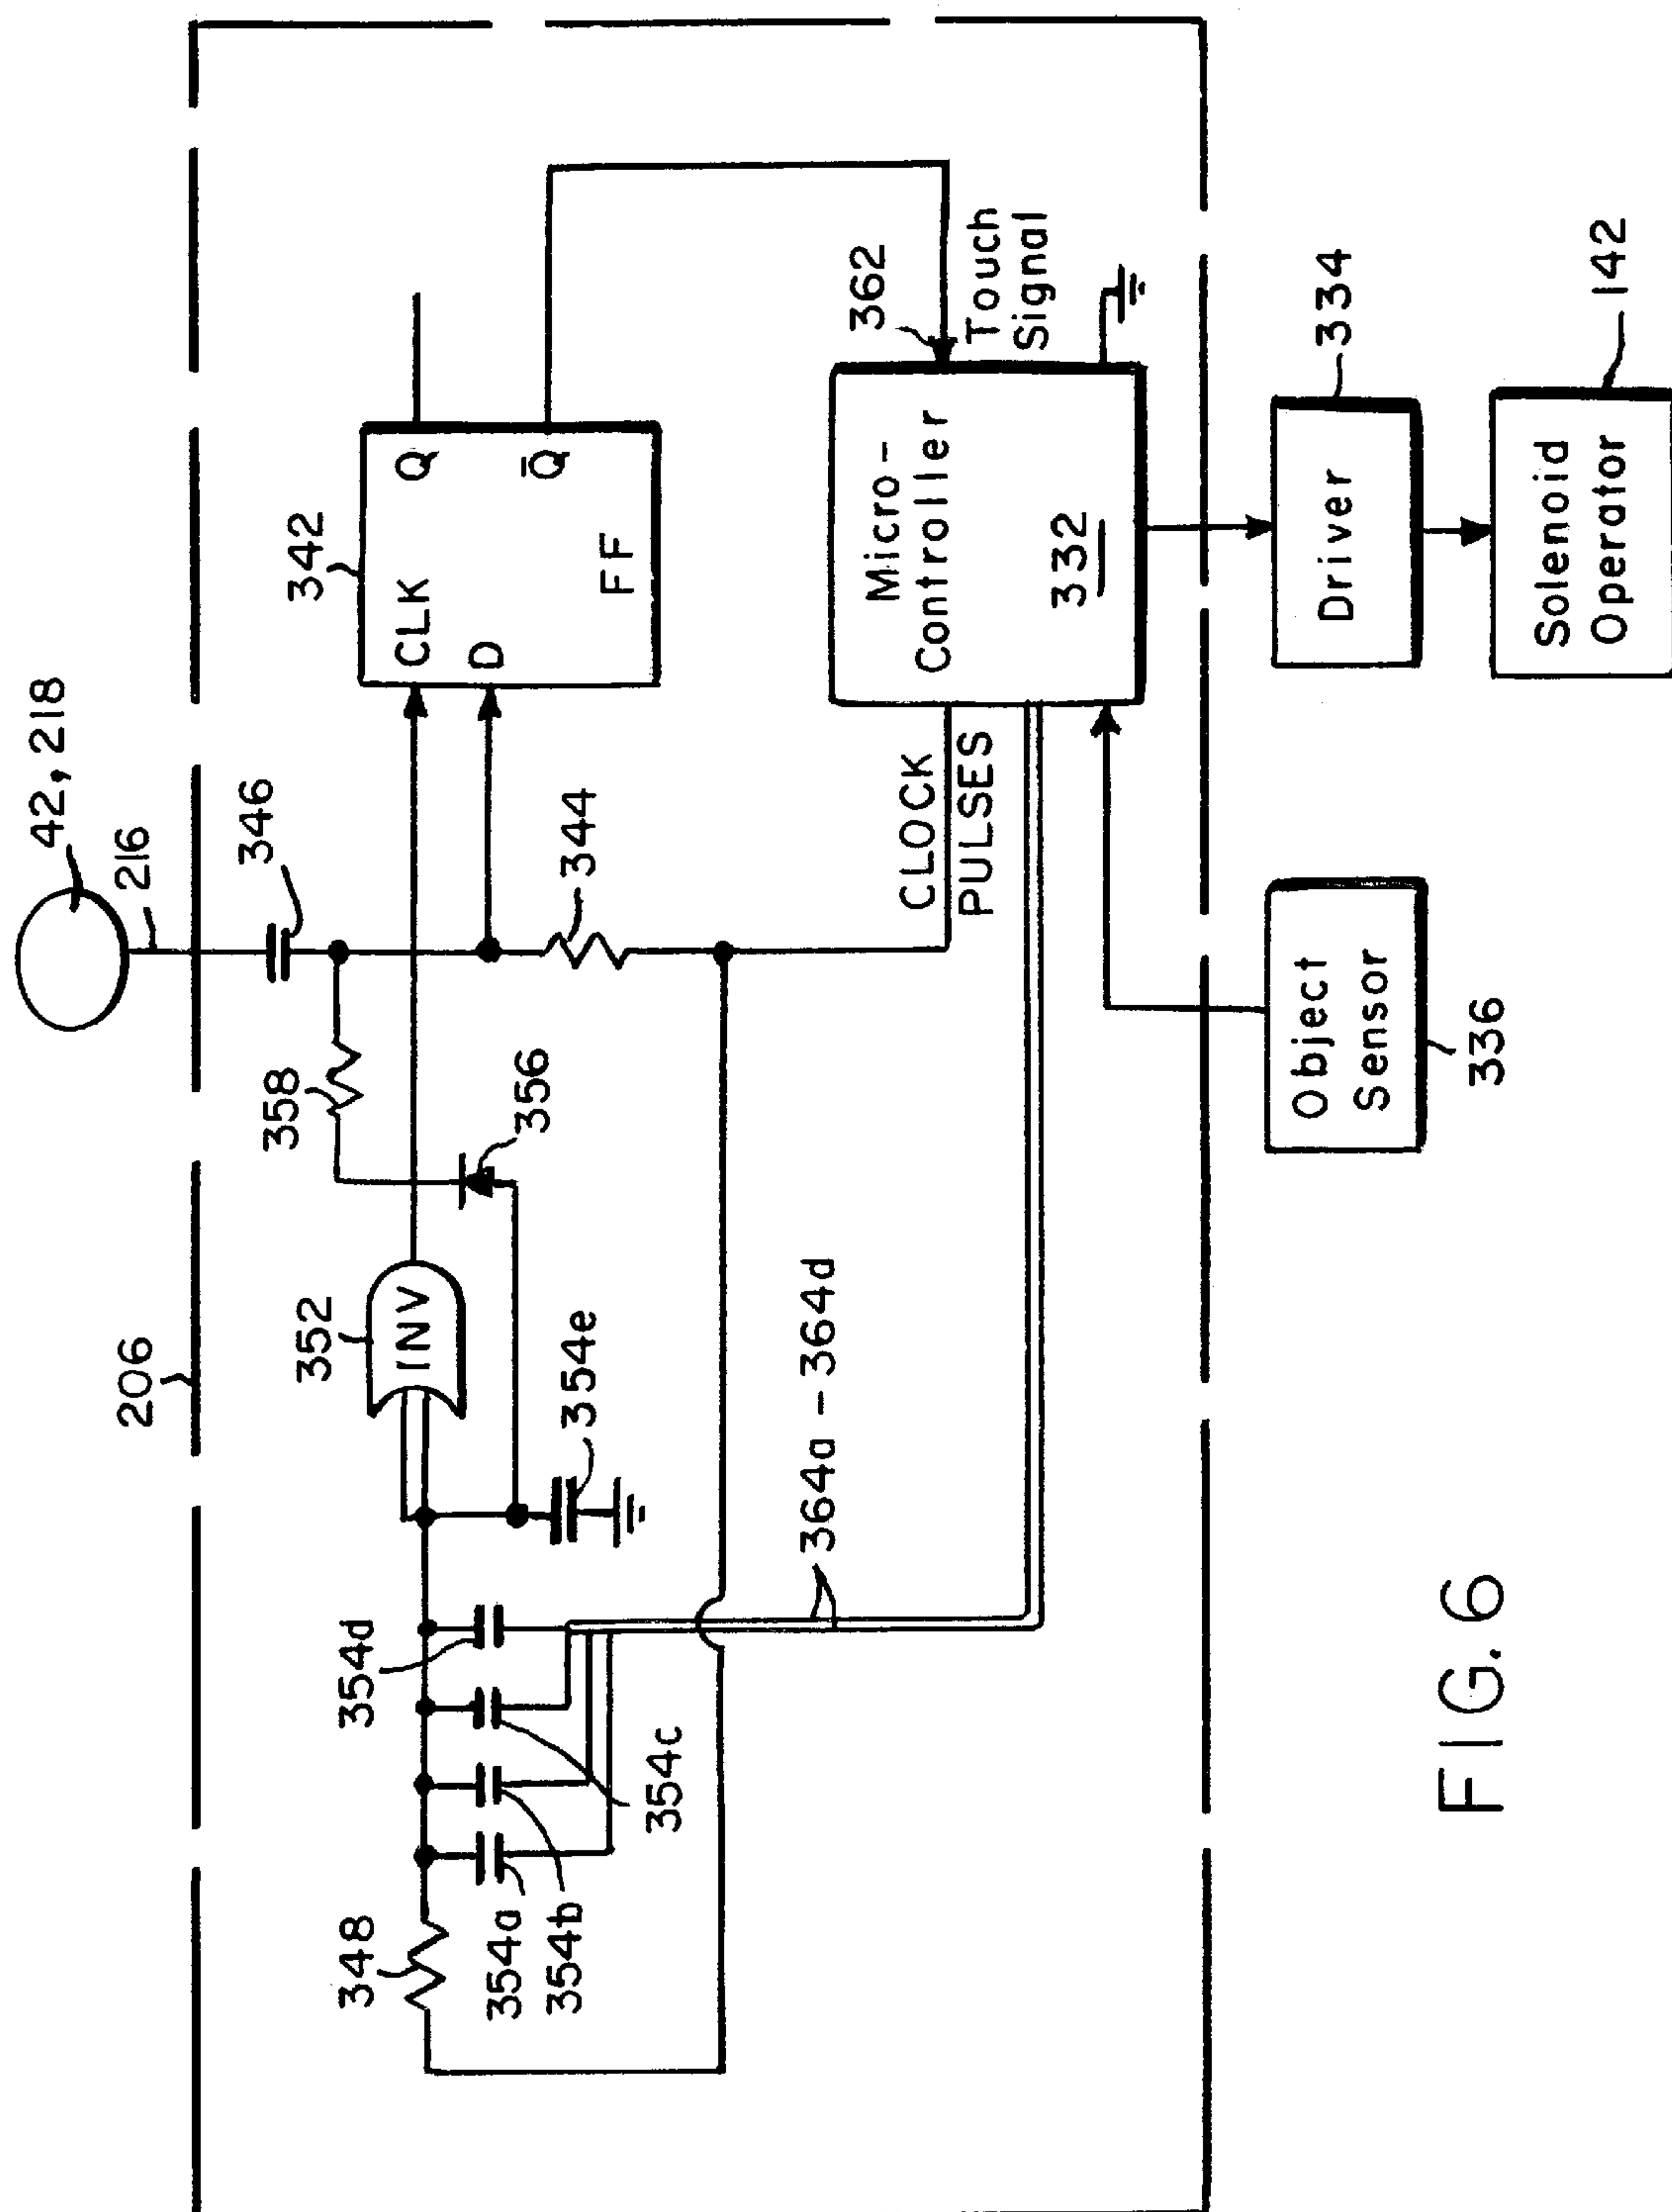 42, 218
216
206
346
342
CLK Q
D Q̄
FF
358
352
INV
356
344
354d
354e
348
354a
354b
354c
364a - 364d
362
Touch
Signal
CLOCK
PULSES
Micro-
Controller
332
Object
Sensor
336
Driver
334
Solenoid
Operator
142
FIG. 6